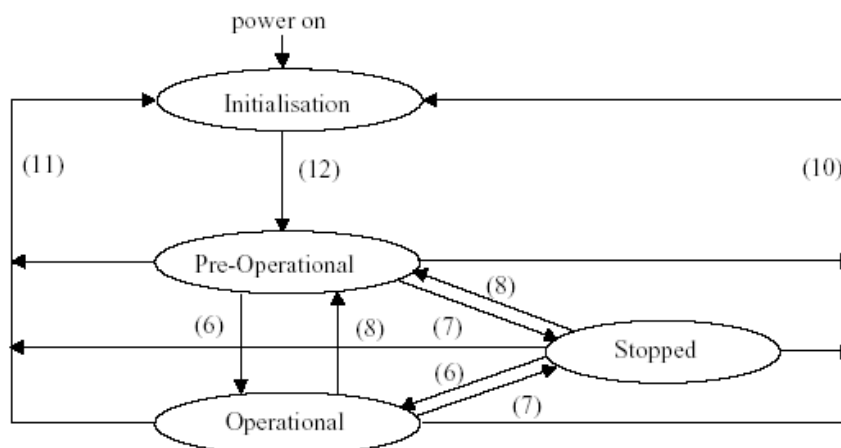 power on
Initialisation
(11)
(12)
(10)
Pre-Operational
(8)
(6)
(8)
(7)
Stopped
(6)
Operational
(7)